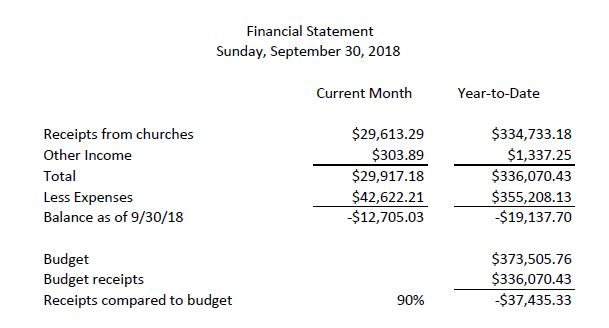 Financial Statement
Sunday, September 30, 2018
Current Month Year-to-Date
Receipts from churches $29,613.29 $334,733.18
Other Income $303.89 $1,337.25
Total $29,917.18 $336,070.43
Less Expenses $42,622.21 $355,208.13
Balance as of 9/30/18 -$12,705.03 -$19,137.70
Budget $373,505.76
Budget receipts $336,070.43
Receipts compared to budget 90% -$37,435.33